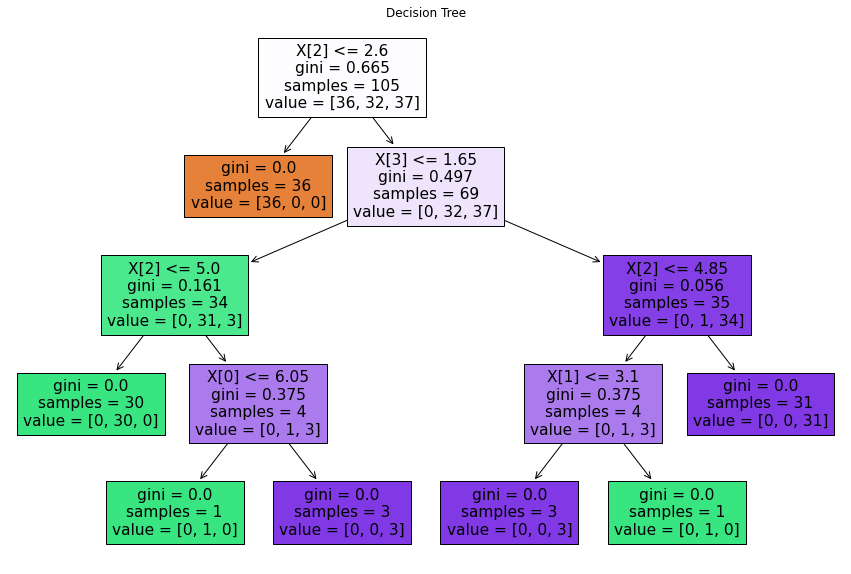 Decision Tree
X[2] <= 2.6
gini = 0.665
samples = 105
value = [36, 32, 37]
gini = 0.0
samples = 36
value = [36, 0, 0]
X[3] <= 1.65
gini = 0.497
samples = 69
value = [0, 32, 37]
X[2] <= 5.0
gini = 0.161
samples = 34
value = [0, 31, 3]
X[2] <= 4.85
gini = 0.056
samples = 35
value = [0, 1, 34]
gini = 0.0
samples = 30
value = [0, 30, 0]
X[0] <= 6.05
gini = 0.375
samples = 4
value = [0, 1, 3]
X[1] <= 3.1
gini = 0.375
samples = 4
value = [0, 1, 3]
gini = 0.0
samples = 31
value = [0, 0, 31]
gini = 0.0
samples = 1
value = [0, 1, 0]
gini = 0.0
samples = 3
value = [0, 0, 3]
gini = 0.0
samples = 3
value = [0, 0, 3]
gini = 0.0
samples = 1
value = [0, 1, 0]